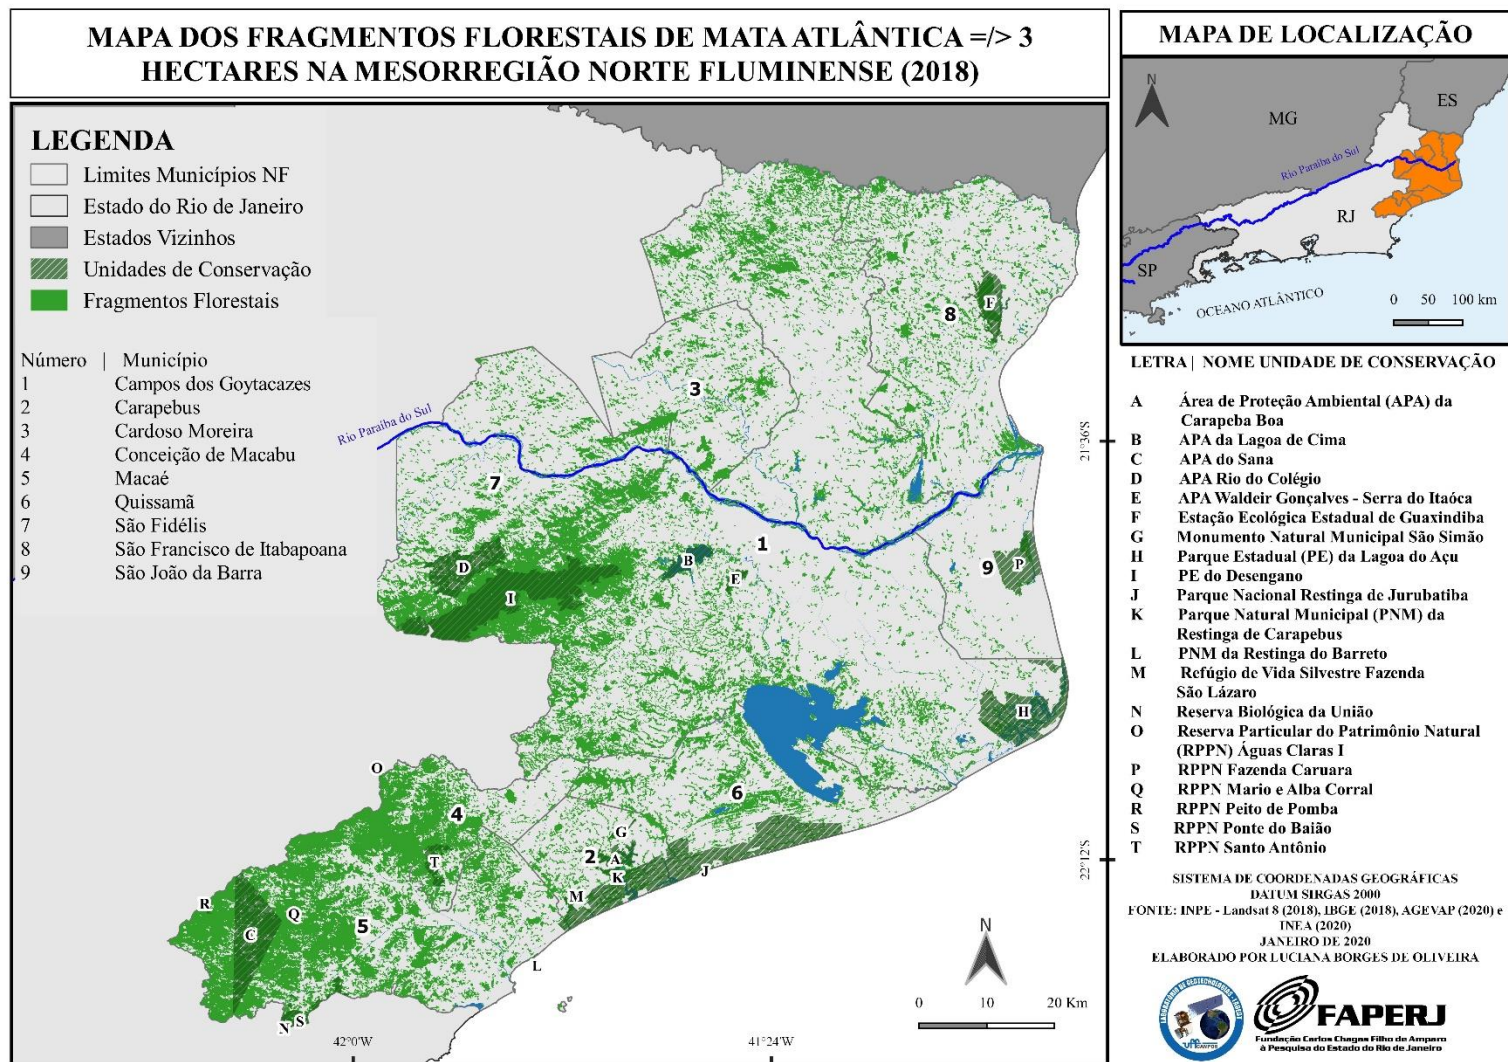 MAPA DOS FRAGMENTOS FLORESTAIS DE MATA ATLÂNTICA =/> 3
HECTARES NA MESORREGIÃO NORTE FLUMINENSE (2018)
LEGENDA
Limites Municípios NF
Estado do Rio de Janeiro
Estados Vizinhos
Unidades de Conservação
Fragmentos Florestais
Número | Município
1 Campos dos Goytacazes
2 Carapebus
3 Cardoso Moreira
4 Conceição de Macabu
5 Macaé
6 Quissamã
7 São Fidélis
8 São Francisco de Itabapoana
9 São João da Barra
Rio Paraíba do Sul
F
8
3
7
1
B
D
E
9
P
I
H
O
6
4
G
2
A
T
K
J
M
R
Q
C
5
L
N
S
N
0 10 20 Km
42°0'W
41°24'W
21°36'S
22°12'S
MAPA DE LOCALIZAÇÃO
N
ES
MG
Rio Paraíba do Sul
RJ
SP
OCEANO ATLÂNTICO
0 50 100 km
LETRA | NOME UNIDADE DE CONSERVAÇÃO
A Área de Proteção Ambiental (APA) da
Carapeba Boa
B APA da Lagoa de Cima
C APA do Sana
D APA Rio do Colégio
E APA Waldeir Gonçalves - Serra do Itaóca
F Estação Ecológica Estadual de Guaxindiba
G Monumento Natural Municipal São Simão
H Parque Estadual (PE) da Lagoa do Açu
I PE do Desengano
J Parque Nacional Restinga de Jurubatiba
K Parque Natural Municipal (PNM) da
Restinga de Carapebus
L PNM da Restinga do Barreto
M Refúgio de Vida Silvestre Fazenda
São Lázaro
N Reserva Biológica da União
O Reserva Particular do Patrimônio Natural
(RPPN) Águas Claras I
P RPPN Fazenda Caruara
Q RPPN Mario e Alba Corral
R RPPN Peito de Pomba
S RPPN Ponte do Baião
T RPPN Santo Antônio
SISTEMA DE COORDENADAS GEOGRÁFICAS
DATUM SIRGAS 2000
FONTE: INPE - Landsat 8 (2018), IBGE (2018), AGEVAP (2020) e
INEA (2020)
JANEIRO DE 2020
ELABORADO POR LUCIANA BORGES DE OLIVEIRA
uff
CAMPOS
FAPERJ
Fundação Carlos Chagas Filho de Amparo
à Pesquisa do Estado do Rio de Janeiro